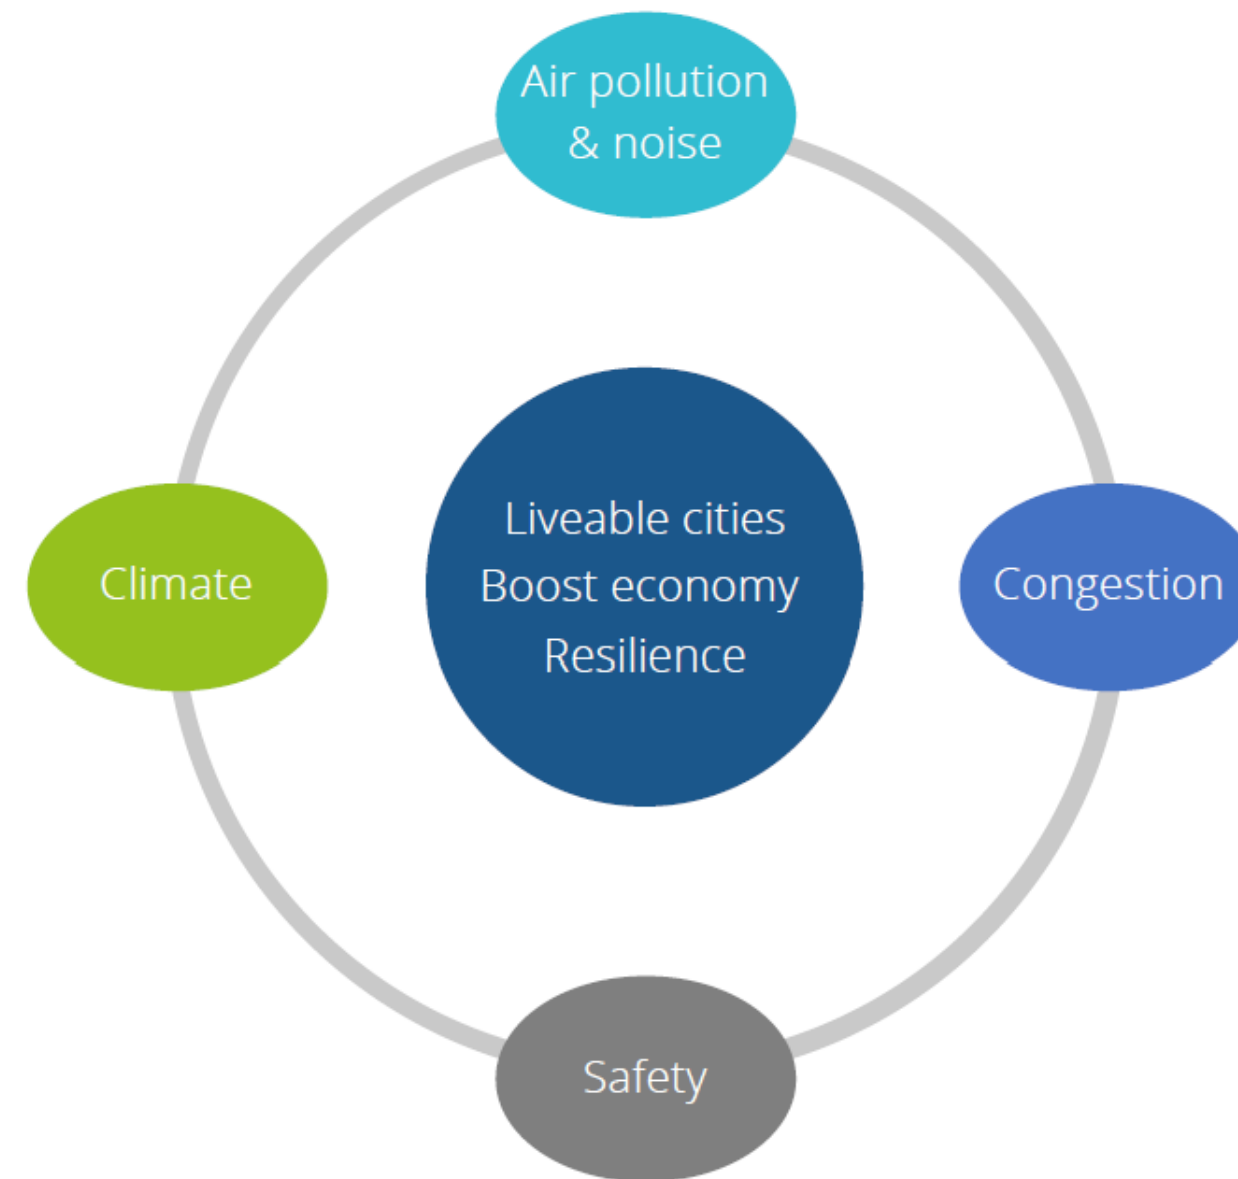 Air pollution
& noise
Climate
Liveable cities
Boost economy
Resilience
Congestion
Safety